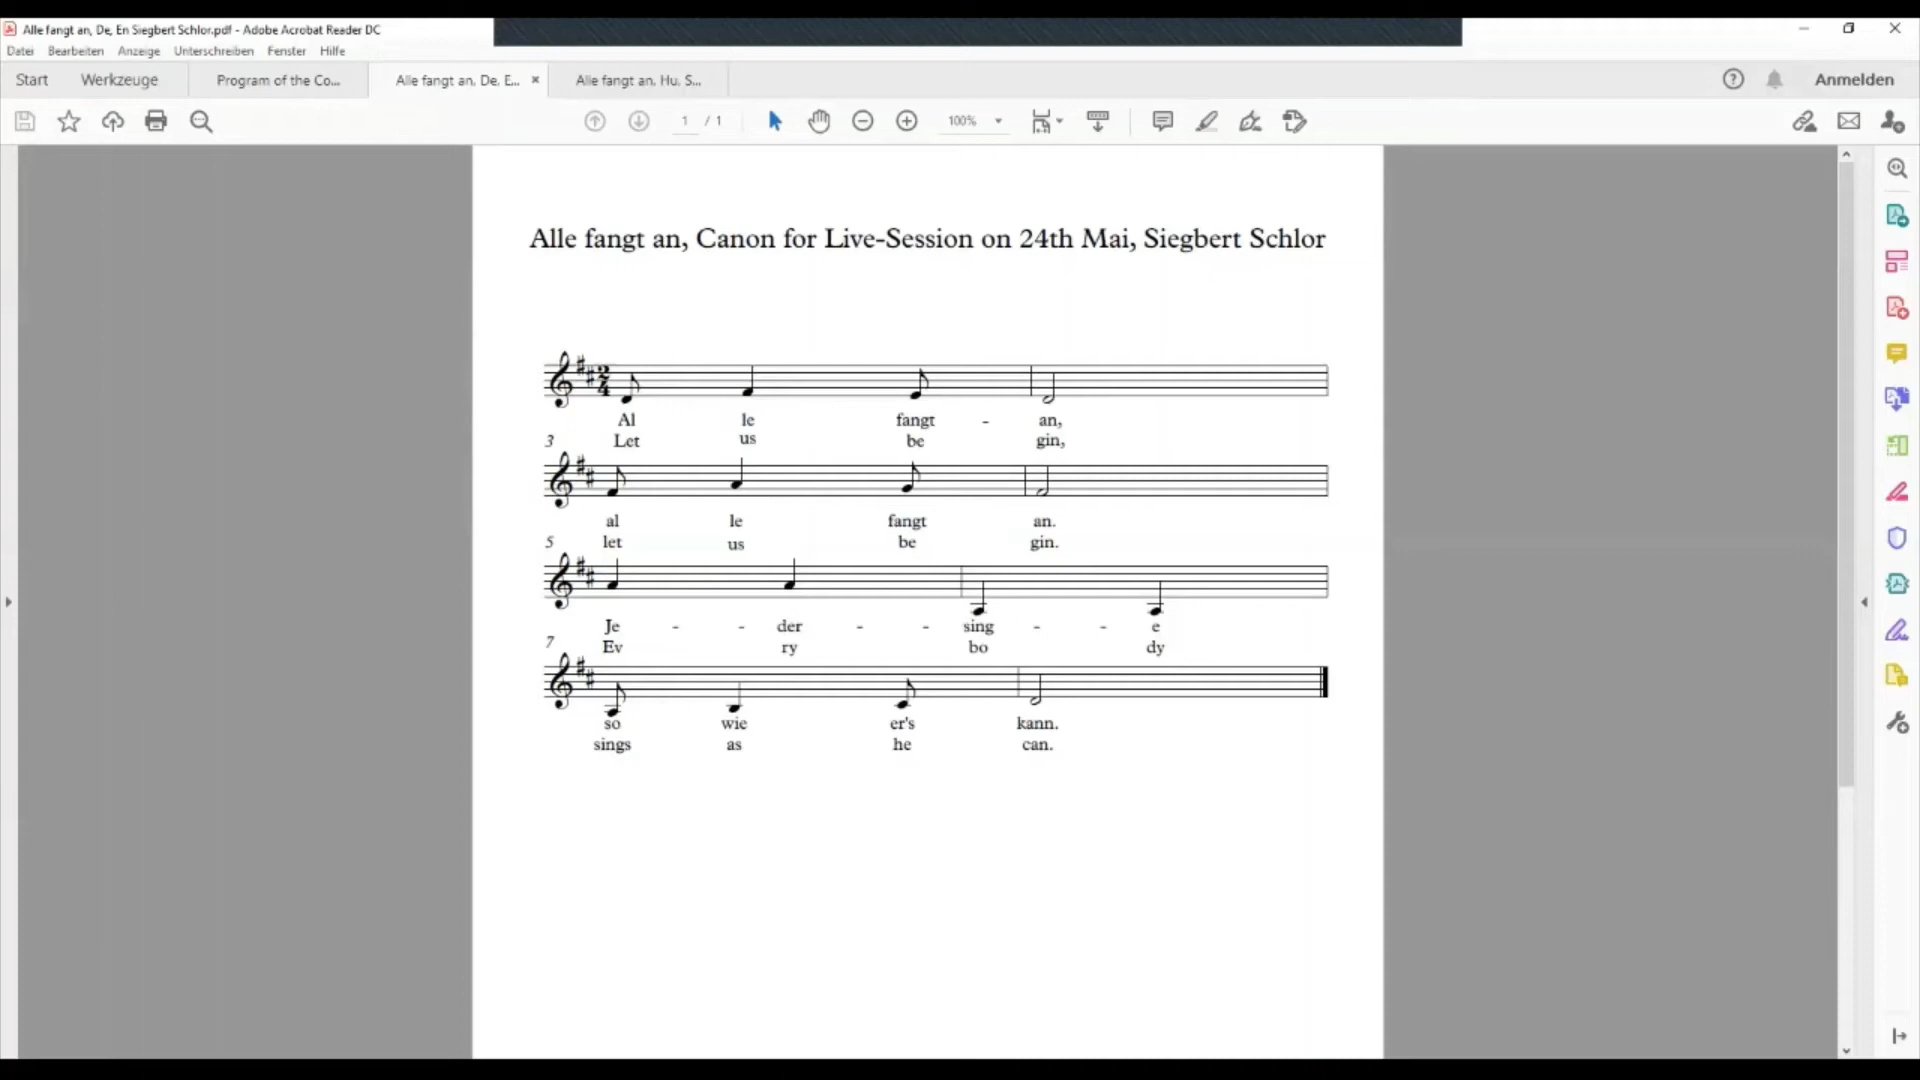 Alle fangt an, De, En Siegbert Schlor.pdf - Adobe Acrobat Reader DC
Datei Bearbeiten Anzeige Unterschreiben Fenster Hilfe
Start Werkzeuge Program of the Co... Alle fangt an, De, E... Alle fangt an, Hu, S... Anmelden
1 / 1 100%
Alle fangt an, Canon for Live-Session on 24th Mai, Siegbert Schlor
2
4
Al le fangt - an,
3 Let us be gin,
al le fangt an.
5 let us be gin.
Je - - der - - sing - - e
7 Ev ry bo dy
so wie er's kann.
sings as he can.